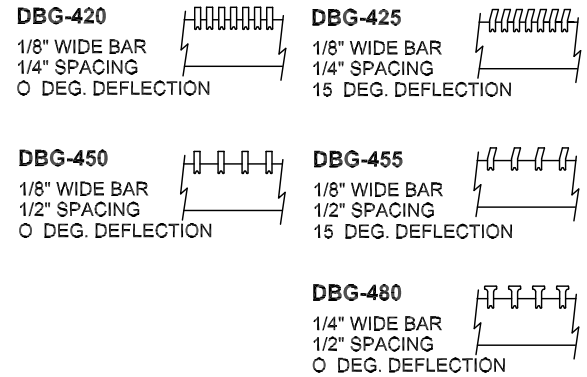 DBG-420
1/8" WIDE BAR
1/4" SPACING
O DEG. DEFLECTION
DBG-425
1/8" WIDE BAR
1/4" SPACING
15 DEG. DEFLECTION
DBG-450
1/8" WIDE BAR
1/2" SPACING
O DEG. DEFLECTION
DBG-455
1/8" WIDE BAR
1/2" SPACING
15 DEG. DEFLECTION
DBG-480
1/4" WIDE BAR
1/2" SPACING
O DEG. DEFLECTION